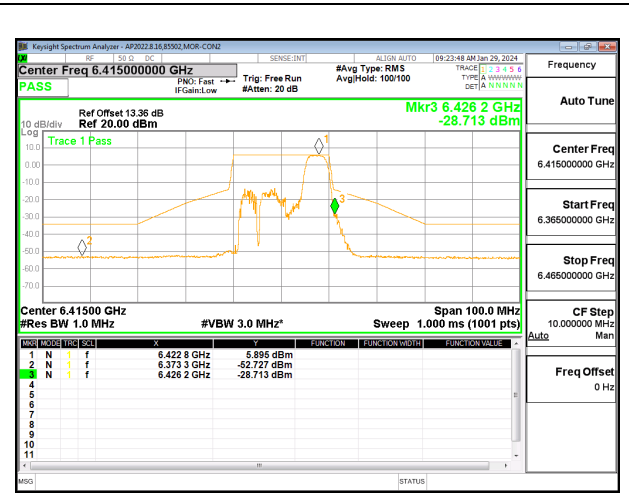 Keysight Spectrum Analyzer - AP2022.8.16,85502,MOR-CON2
RF 50 Ω DC SENSE:INT ALIGN AUTO 09:23:48 AM Jan 29, 2024
Center Freq 6.415000000 GHz
PASS
PNO: Fast
IFGain:Low
Trig: Free Run
#Atten: 20 dB
#Avg Type: RMS
Avg|Hold: 100/100
TRACE 1 2 3 4 5 6
TYPE A WWWWW
DET A N N N N N
Ref Offset 13.36 dB
10 dB/div Ref 20.00 dBm
Mkr3 6.426 2 GHz
-28.713 dBm
Log
Trace 1 Pass
10.0
0.00
-10.0
-20.0
-30.0
-40.0
-50.0
-60.0
-70.0
1
2
3
Center 6.41500 GHz Span 100.0 MHz
#Res BW 1.0 MHz #VBW 3.0 MHz* Sweep 1.000 ms (1001 pts)
MKR MODE TRC SCL X Y FUNCTION FUNCTION WIDTH FUNCTION VALUE
1 N 1 f 6.422 8 GHz 5.895 dBm
2 N 1 f 6.373 3 GHz -52.727 dBm
3 N 1 f 6.426 2 GHz -28.713 dBm
4
5
6
7
8
9
10
11
MSG STATUS
Frequency
Auto Tune
Center Freq
6.415000000 GHz
Start Freq
6.365000000 GHz
Stop Freq
6.465000000 GHz
CF Step
10.000000 MHz
Auto Man
Freq Offset
0 Hz